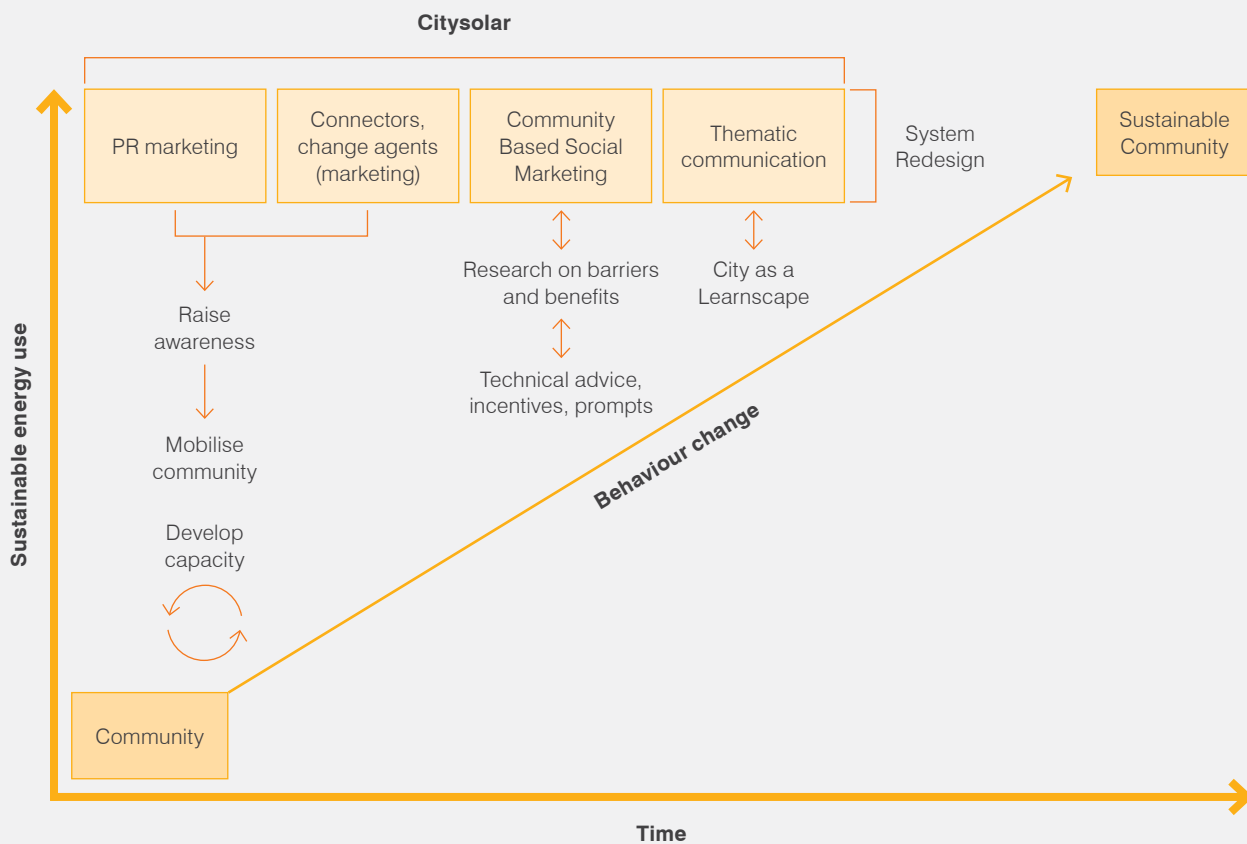 Citysolar
PR marketing
Connectors,
change agents
(marketing)
Community
Based Social
Marketing
Thematic
communication
System
Redesign
Sustainable
Community
Research on barriers
and benefits
City as a
Learnscape
Raise
awareness
Technical advice,
incentives, prompts
Mobilise
community
Develop
capacity
Behaviour change
Community
Sustainable energy use
Time